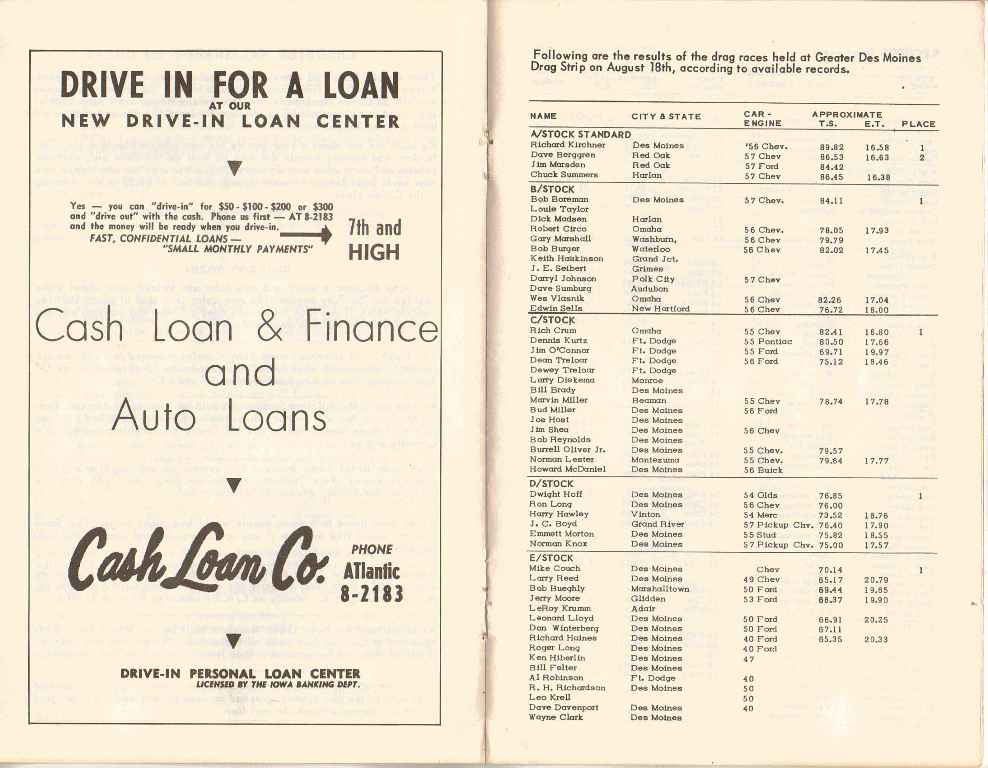 DRIVE IN FOR A LOAN
AT OUR
NEW DRIVE-IN LOAN CENTER
Yes — you can "drive-in" for $50 - $100 - $200 or $300
and "drive out" with the cash. Phone us first — AT 8-2183
and the money will be ready when you drive-in.
FAST, CONFIDENTIAL LOANS —
"SMALL MONTHLY PAYMENTS"
7th and
HIGH
Cash Loan & Finance
and
Auto Loans
Cash Loan Co.
PHONE
ATlantic
8-2183
DRIVE-IN PERSONAL LOAN CENTER
LICENSED BY THE IOWA BANKING DEPT.
Following are the results of the drag races held at Greater Des Moines
Drag Strip on August 18th, according to available records.
NAME CITY & STATE CAR - ENGINE APPROXIMATE T.S. E.T. PLACE
A/STOCK STANDARD
Richard Kirchner Des Moines '56 Chev. 89.82 16.58 1
Dave Berggren Red Oak 57 Chev 86.53 16.63 2
Jim Marsden Red Oak 57 Ford 84.42
Chuck Summers Harlan 57 Chev 86.45 16.38
B/STOCK
Bob Boreman Des Moines 57 Chev. 84.11 1
Louie Taylor
Dick Madsen Harlan
Robert Circo Omaha 56 Chev. 78.05 17.93
Gary Marshall Washburn, 56 Chev 79.79
Bob Burger Waterloo 56 Chev 82.02 17.45
Keith Haiskinson Grand Jct.
J. E. Seibert Grimes
Darryl Johnson Polk City 57 Chev
Dave Sumburg Audubon
Wes Vlasnik Omaha 56 Chev 82.26 17.04
Edwin Sells New Hartford 56 Chev 76.72 18.00
C/STOCK
Rich Crum Omaha 55 Chev 82.41 18.80 1
Dennis Kurtz Ft. Dodge 55 Pontiac 80.50 17.66
Jim O'Connor Ft. Dodge 55 Ford 69.71 19.97
Dean Treloar Ft. Dodge 56 Ford 75.12 18.46
Dewey Treloar Ft. Dodge
Larry Diekema Monroe
Bill Brady Des Moines
Marvin Miller Beaman 55 Chev 78.74 17.78
Bud Miller Des Moines 56 Ford
Joe Host Des Moines
Jim Shea Des Moines 56 Chev
Bob Reynolds Des Moines
Burrell Oliver Jr. Des Moines 55 Chev. 79.57
Norman Lester Montezuma 55 Chev. 79.64 17.77
Howard McDaniel Des Moines 56 Buick
D/STOCK
Dwight Hoff Des Moines 54 Olds 76.85 1
Ron Long Des Moines 56 Chev 76.00
Harry Hawley Vinton 54 Merc 73.52 18.76
J. C. Boyd Grand River 57 Pickup Chv. 76.40 17.90
Emmett Morton Des Moines 55 Stud 75.82 18.55
Norman Knox Des Moines 57 Pickup Chv. 75.00 17.57
E/STOCK
Mike Couch Des Moines Chev 70.14 1
Larry Reed Des Moines 49 Chev 65.17 20.79
Bob Bueghly Marshalltown 50 Ford 69.44 19.65
Jerry Moore Glidden 53 Ford 68.37 19.90
LeRoy Krumm Adair
Leonard Lloyd Des Moines 50 Ford 66.91 20.25
Dan Winterberg Des Moines 50 Ford 67.11
Richard Haines Des Moines 40 Ford 65.35 20.33
Roger Long Des Moines 40 Ford
Ken Hiberlin Des Moines 47
Bill Felter Des Moines
Al Robinson Ft. Dodge 40
R. H. Richardson Des Moines 50
Leo Krell 50
Dave Davenport Des Moines 40
Wayne Clark Des Moines